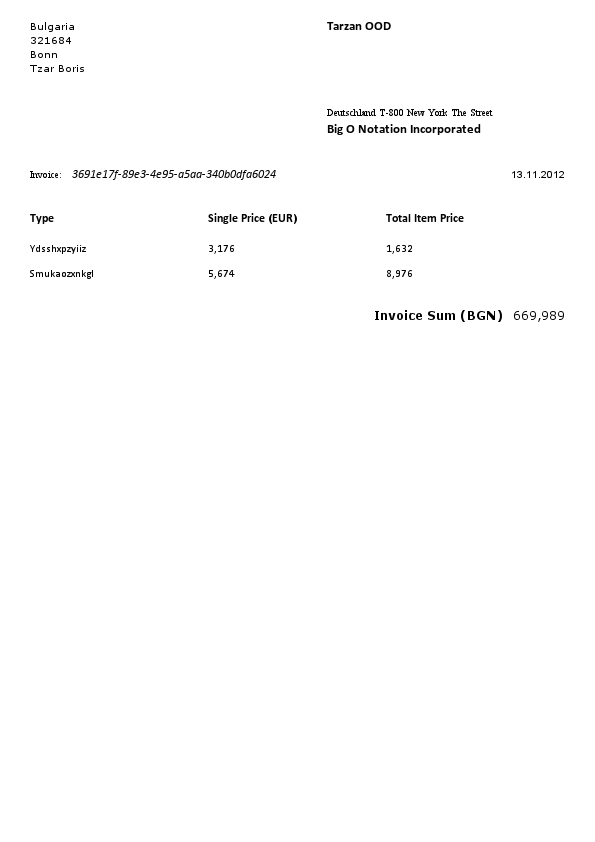 Bulgaria
321684
Bonn
Tzar Boris
Tarzan OOD
Deutschland T-800 New York The Street
Big O Notation Incorporated
Invoice: 3691e17f-89e3-4e95-a5aa-340b0dfa6024 13.11.2012
Type Single Price (EUR) Total Item Price
Ydsshxpzyiiz 3,176 1,632
Smukaozxnkgl 5,674 8,976
Invoice Sum (BGN) 669,989